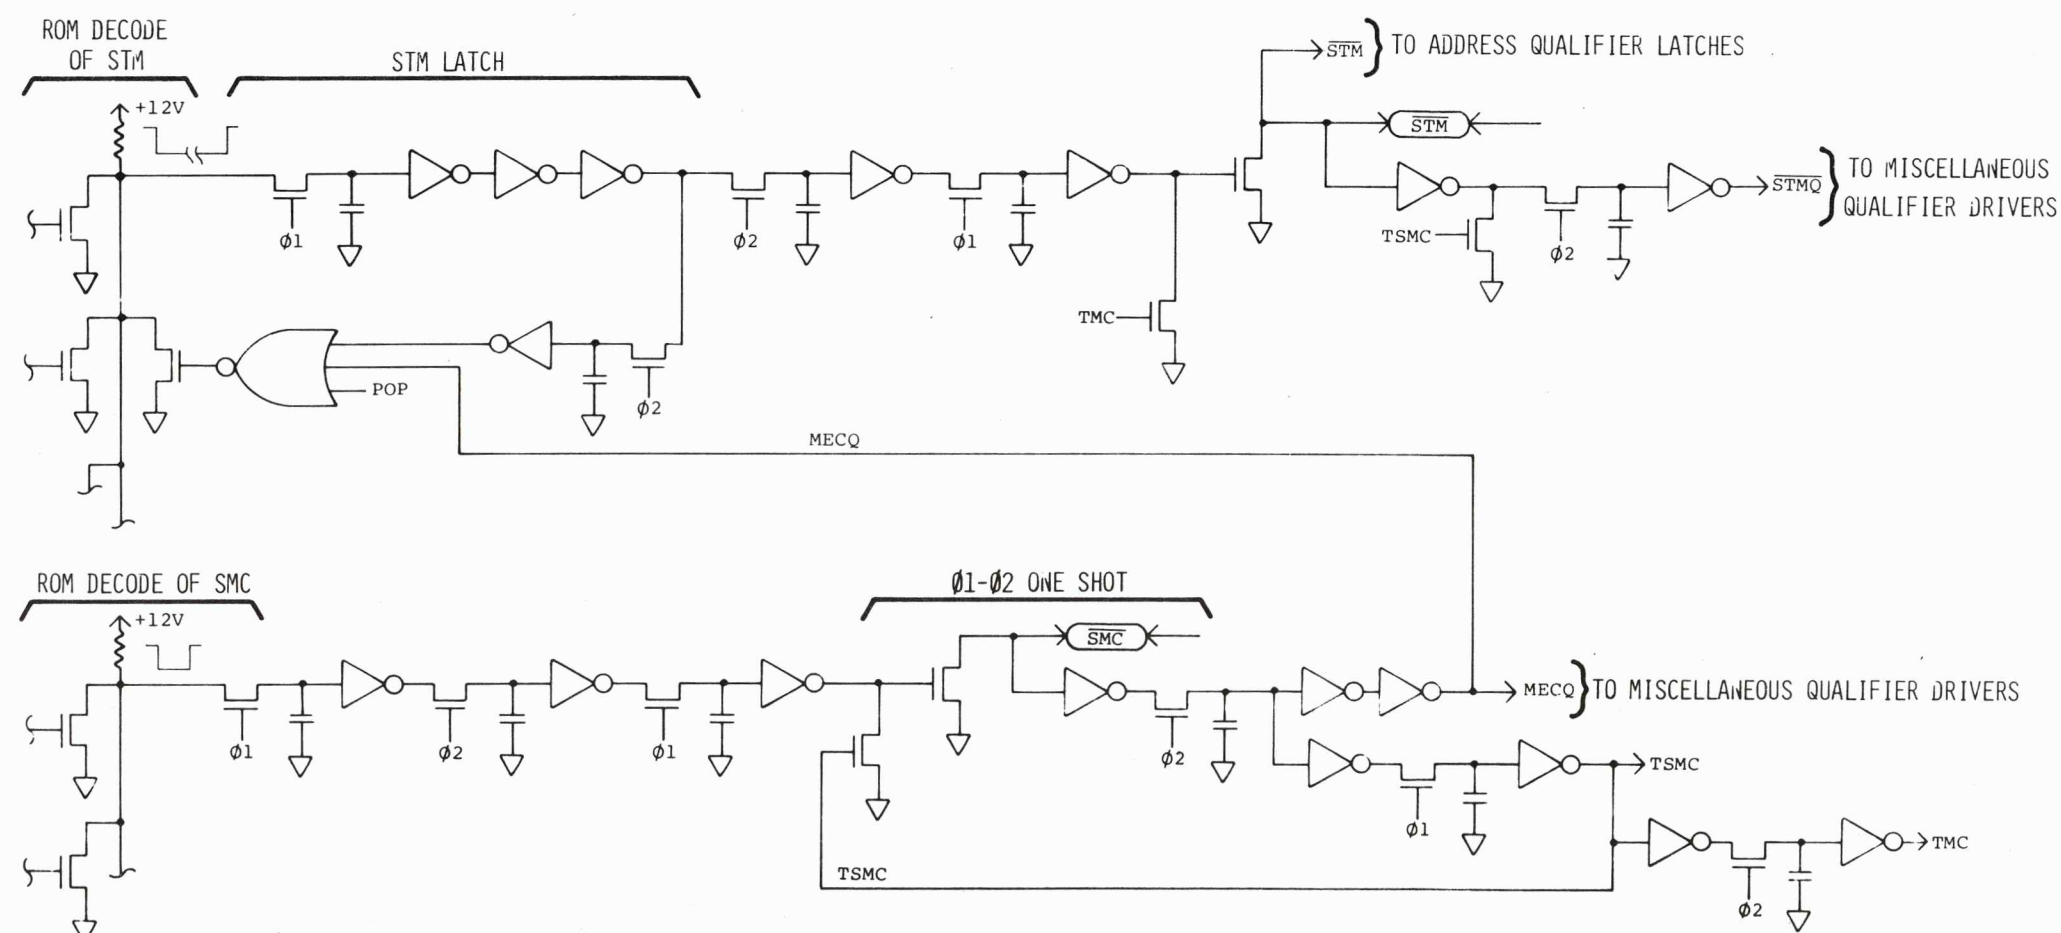 ROM DECODE
OF STM
STM LATCH
+12V
STM
TO ADDRESS QUALIFIER LATCHES
STM
STMQ
TO MISCELLANEOUS
QUALIFIER DRIVERS
Ø1
Ø2
Ø1
TSMC
Ø2
TMC
POP
Ø2
MECQ
ROM DECODE OF SMC
Ø1-Ø2 ONE SHOT
+12V
SMC
MECQ
TO MISCELLANEOUS QUALIFIER DRIVERS
Ø1
Ø2
Ø1
Ø2
TSMC
Ø1
TMC
TSMC
Ø2